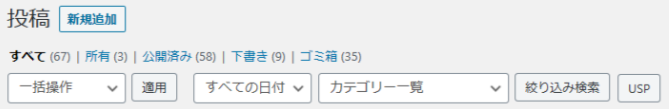 投稿 新規追加
すべて (67) | 所有 (3) | 公開済み (58) | 下書き (9) | ゴミ箱 (35)
一括操作 適用 すべての日付 カテゴリー一覧 絞り込み検索 USP